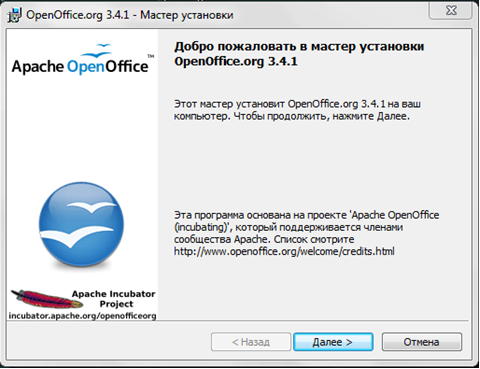 OpenOffice.org 3.4.1 - Мастер установки
Apache OpenOffice™
Добро пожаловать в мастер установки
OpenOffice.org 3.4.1
Этот мастер установит OpenOffice.org 3.4.1 на ваш
компьютер. Чтобы продолжить, нажмите Далее.
Эта программа основана на проекте 'Apache OpenOffice
(incubating)', который поддерживается членами
сообщества Apache. Список смотрите
http://www.openoffice.org/welcome/credits.html
Apache Incubator
Project
incubator.apache.org/openofficeorg
< Назад
Далее >
Отмена